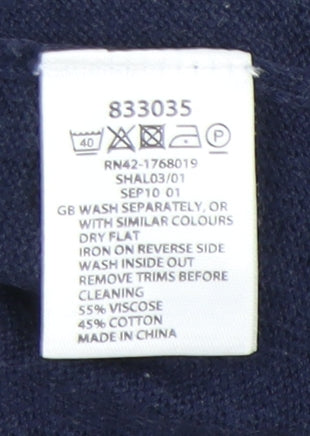 833035
40 P
RN42-1768019
SHAL03/01
SEP10 01
GB WASH SEPARATELY, OR
WITH SIMILAR COLOURS
DRY FLAT
IRON ON REVERSE SIDE
WASH INSIDE OUT
REMOVE TRIMS BEFORE
CLEANING
55% VISCOSE
45% COTTON
MADE IN CHINA